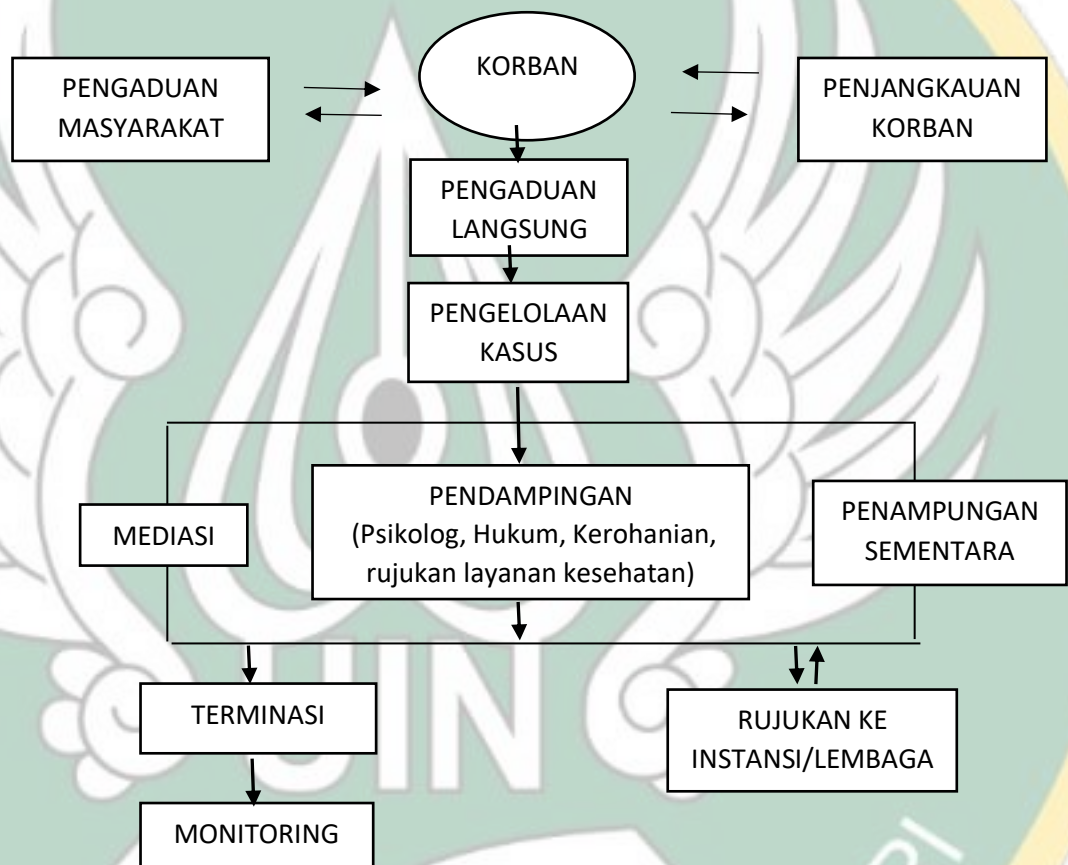 KORBAN
PENGADUAN
MASYARAKAT
PENJANGKAUAN
KORBAN
PENGADUAN
LANGSUNG
PENGELOLAAN
KASUS
MEDIASI
PENDAMPINGAN
(Psikolog, Hukum, Kerohanian,
rujukan layanan kesehatan)
PENAMPUNGAN
SEMENTARA
UIN
TERMINASI
RUJUKAN KE
INSTANSI/LEMBAGA
MONITORING